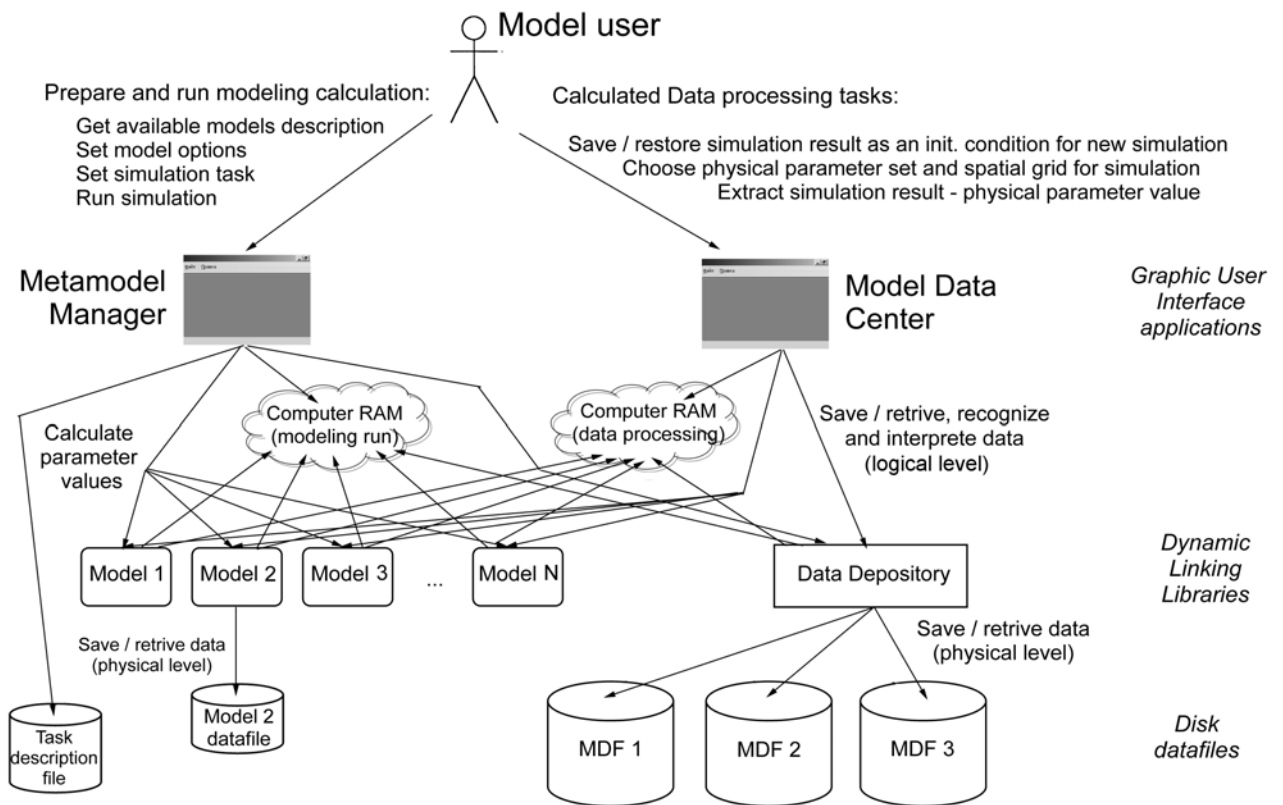 Model user
Prepare and run modeling calculation:
Get available models description
Set model options
Set simulation task
Run simulation
Calculated Data processing tasks:
Save / restore simulation result as an init. condition for new simulation
Choose physical parameter set and spatial grid for simulation
Extract simulation result - physical parameter value
Metamodel
Manager
Model Data
Center
Graphic User
Interface
applications
Computer RAM
(modeling run)
Computer RAM
(data processing)
Save / retrive, recognize
and interprete data
(logical level)
Calculate
parameter
values
Model 1
Model 2
Model 3
...
Model N
Data Depository
Dynamic
Linking
Libraries
Save / retrive data
(physical level)
Save / retrive data
(physical level)
Task
description
file
Model 2
datafile
MDF 1
MDF 2
MDF 3
Disk
datafiles